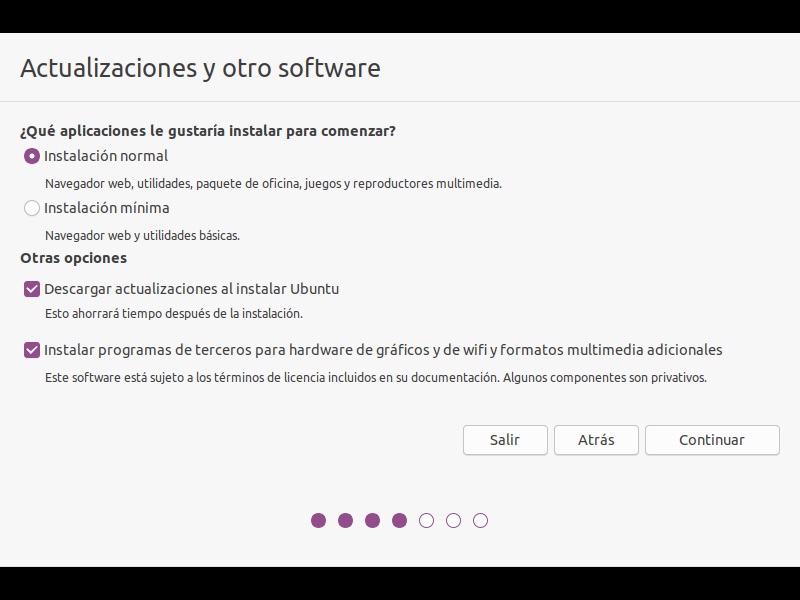 Actualizaciones y otro software
¿Qué aplicaciones le gustaría instalar para comenzar?
Instalación normal
Navegador web, utilidades, paquete de oficina, juegos y reproductores multimedia.
Instalación mínima
Navegador web y utilidades básicas.
Otras opciones
Descargar actualizaciones al instalar Ubuntu
Esto ahorrará tiempo después de la instalación.
Instalar programas de terceros para hardware de gráficos y de wifi y formatos multimedia adicionales
Este software está sujeto a los términos de licencia incluidos en su documentación. Algunos componentes son privativos.
Salir
Atrás
Continuar